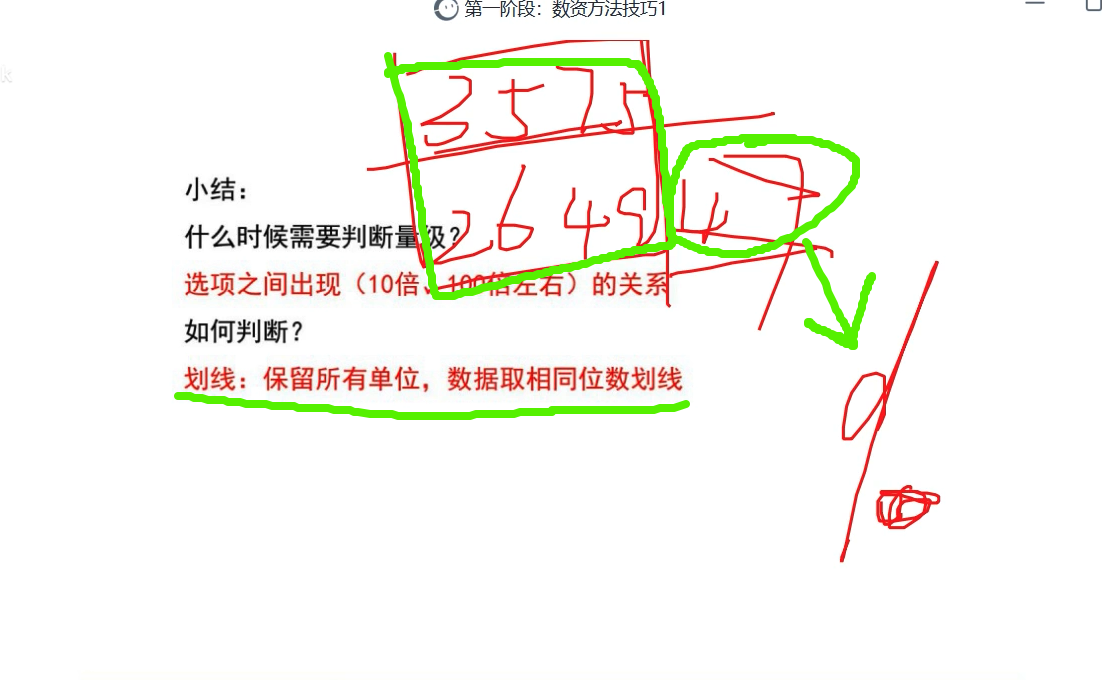 第一阶段：数资方法技巧1
3575
264947
小结：
什么时候需要判断量级？
选项之间出现（10倍、100倍左右）的关系
如何判断？
划线：保留所有单位，数据取相同位数划线
%